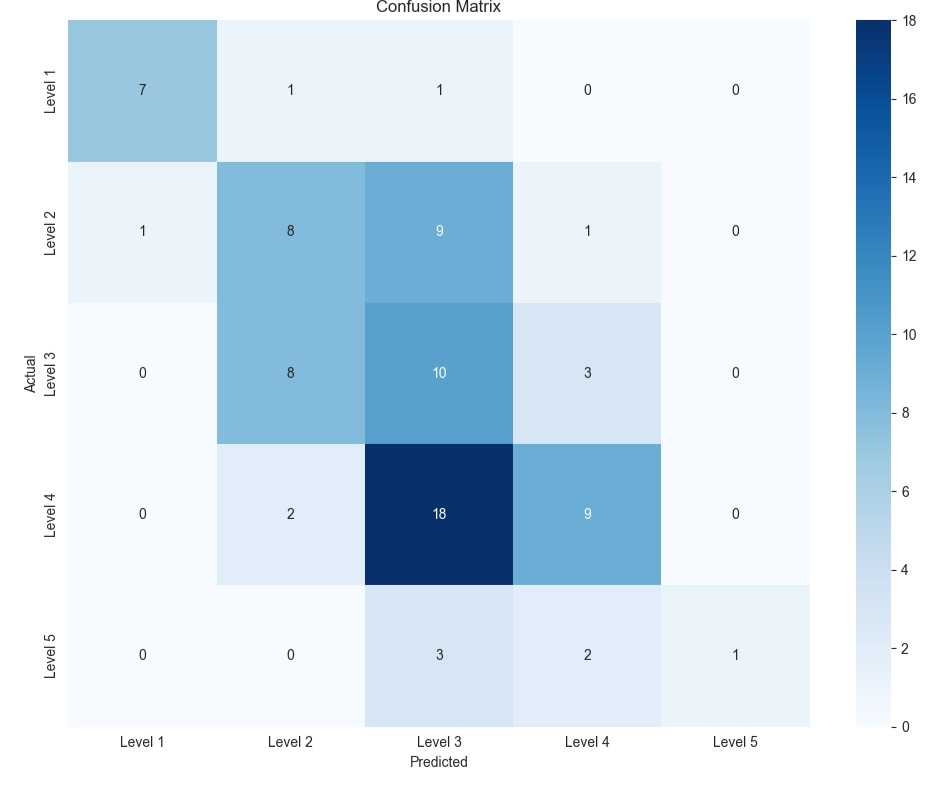 Confusion Matrix
Level 1
7 1 1 0 0
Level 2
1 8 9 1 0
Actual
Level 3
0 8 10 3 0
Level 4
0 2 18 9 0
Level 5
0 0 3 2 1
Level 1 Level 2 Level 3 Level 4 Level 5
Predicted
18
16
14
12
10
8
6
4
2
0